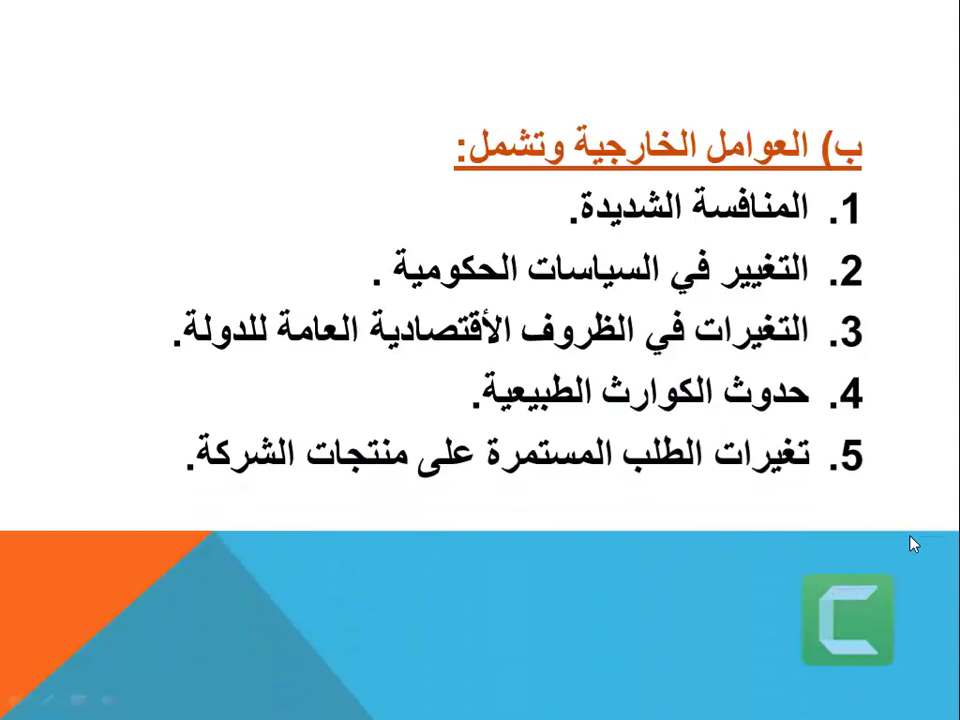 ب) العوامل الخارجية وتشمل:
1. المنافسة الشديدة.
2. التغيير في السياسات الحكومية .
3. التغيرات في الظروف الأقتصادية العامة للدولة.
4. حدوث الكوارث الطبيعية.
5. تغيرات الطلب المستمرة على منتجات الشركة.